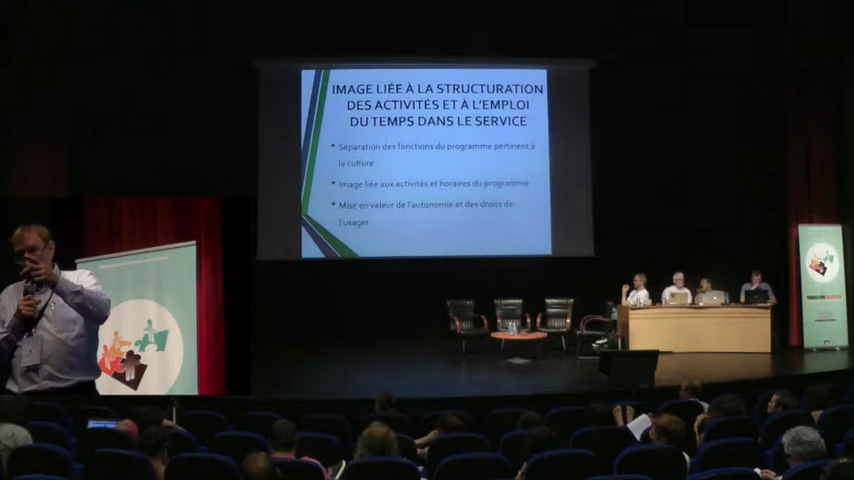 IMAGE LIÉE À LA STRUCTURATION
DES ACTIVITÉS ET À L'EMPLOI
DU TEMPS DANS LE SERVICE
• Séparation des fonctions du programme pertinent à
la culture
• Image liée aux activités et horaires du programme
• Mise en valeur de l'autonomie et des droits de
l'usager